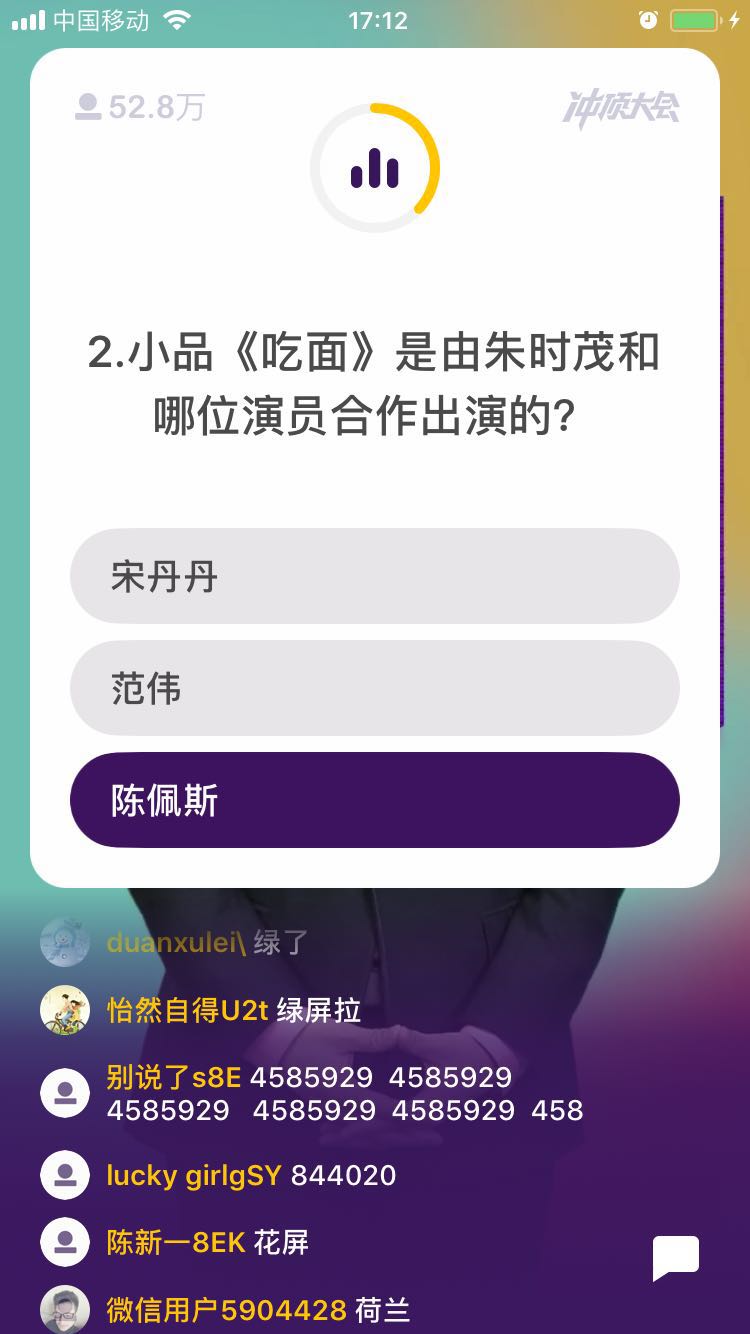 中国移动
17:12
52.8万
冲顶大会
2.小品《吃面》是由朱时茂和
哪位演员合作出演的?
宋丹丹
范伟
陈佩斯
duanxulei\ 绿了
怡然自得U2t 绿屏拉
别说了s8E 4585929 4585929
4585929 4585929 4585929 458
lucky girlgSY 844020
陈新一8EK 花屏
微信用户5904428 荷兰